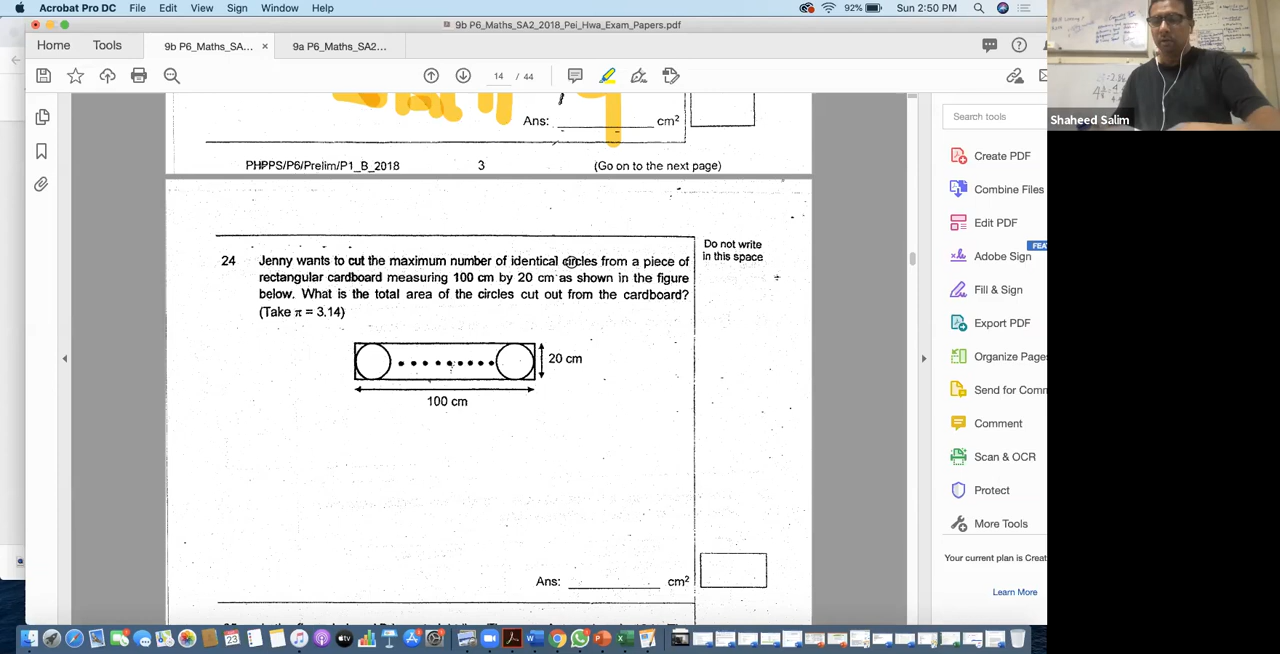 Acrobat Pro DC File Edit View Sign Window Help
92% Sun 2:50 PM
9b P6_Maths_SA2_2018_Pei_Hwa_Exam_Papers.pdf
Home Tools 9b P6_Maths_SA... × 9a P6_Maths_SA2...
14 / 44
Shaheed Salim
Search tools
Create PDF
Combine Files
Edit PDF
Adobe Sign
Fill & Sign
Export PDF
Organize Pages
Send for Comm
Comment
Scan & OCR
Protect
More Tools
Your current plan is Creat
Learn More
Ans: cm²
PHPPS/P6/Prelim/P1_B_2018 3 (Go on to the next page)
Do not write
in this space
24 Jenny wants to cut the maximum number of identical circles from a piece of
rectangular cardboard measuring 100 cm by 20 cm as shown in the figure
below. What is the total area of the circles cut out from the cardboard?
(Take π = 3.14)
20 cm
100 cm
Ans: cm²